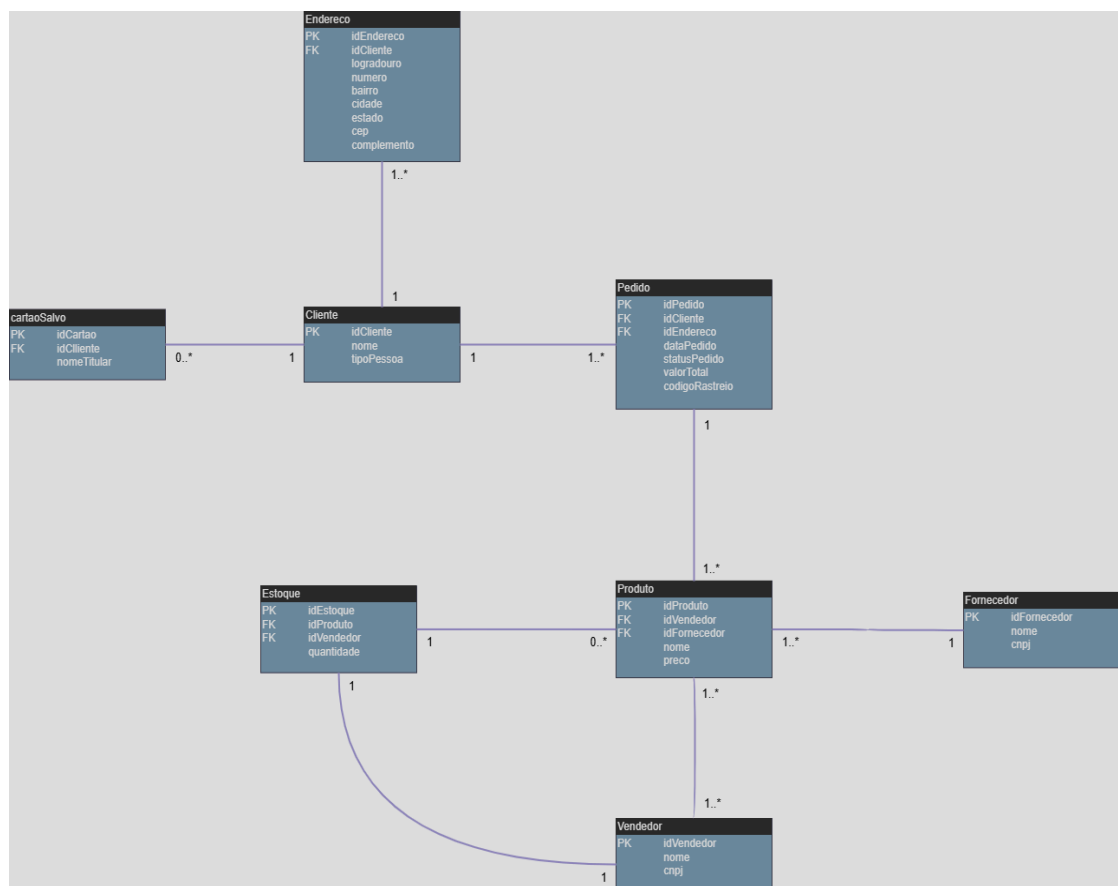 Endereco
PK idEndereco
FK idCliente
logradouro
numero
bairro
cidade
estado
cep
complemento
1..*
1
cartaoSalvo
PK idCartao
FK idClliente
nomeTitular
0..*
1
Cliente
PK idCliente
nome
tipoPessoa
1
1..*
Pedido
PK idPedido
FK idCliente
FK idEndereco
dataPedido
statusPedido
valorTotal
codigoRastreio
1
1..*
Estoque
PK idEstoque
FK idProduto
FK idVendedor
quantidade
1
0..*
Produto
PK idProduto
FK idVendedor
FK idFornecedor
nome
preco
1..*
1
Fornecedor
PK idFornecedor
nome
cnpj
1
1..*
1..*
Vendedor
PK idVendedor
nome
cnpj
1